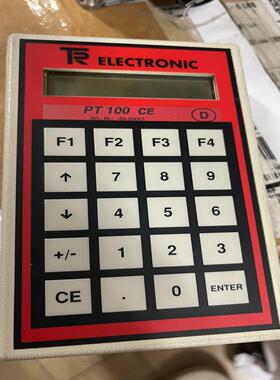 TR ELECTRONIC
PT 100 CE
D
F1 F2 F3 F4
↑ 7 8 9
↓ 4 5 6
+/- 1 2 3
CE . 0 ENTER